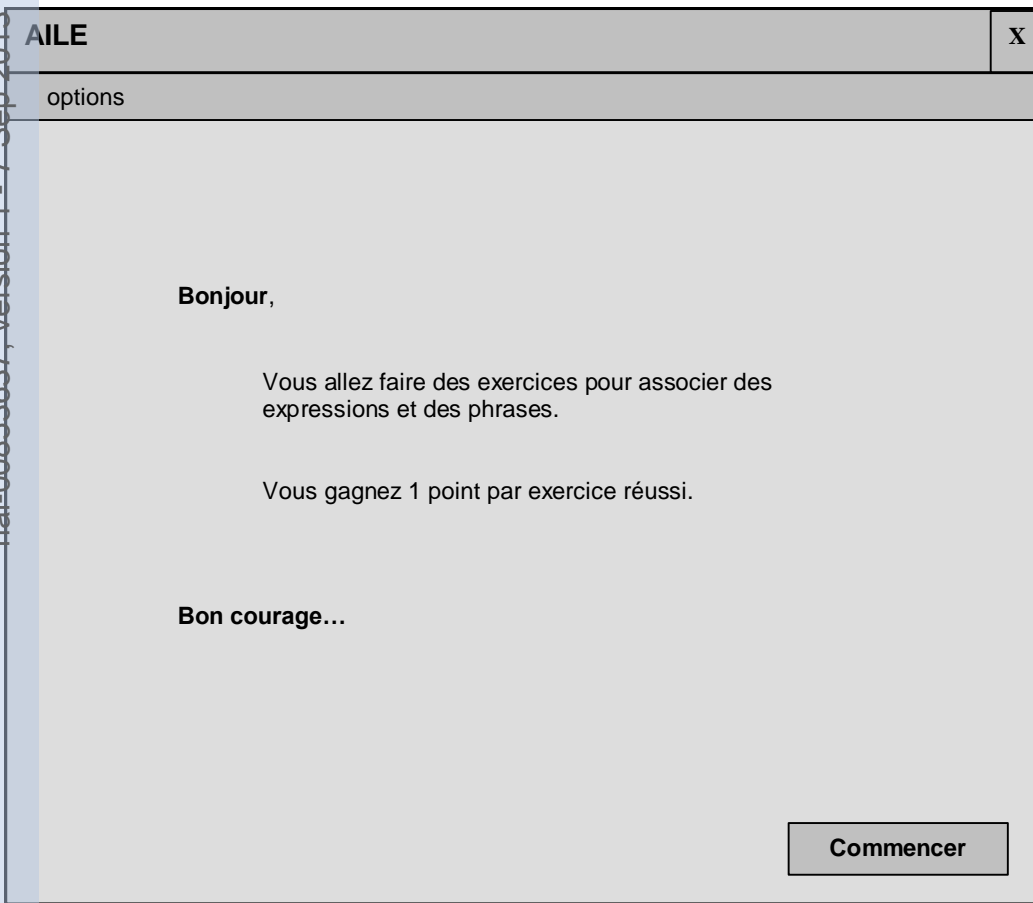 AILE
X
options
Bonjour,
Vous allez faire des exercices pour associer des
expressions et des phrases.
Vous gagnez 1 point par exercice réussi.
Bon courage…
Commencer